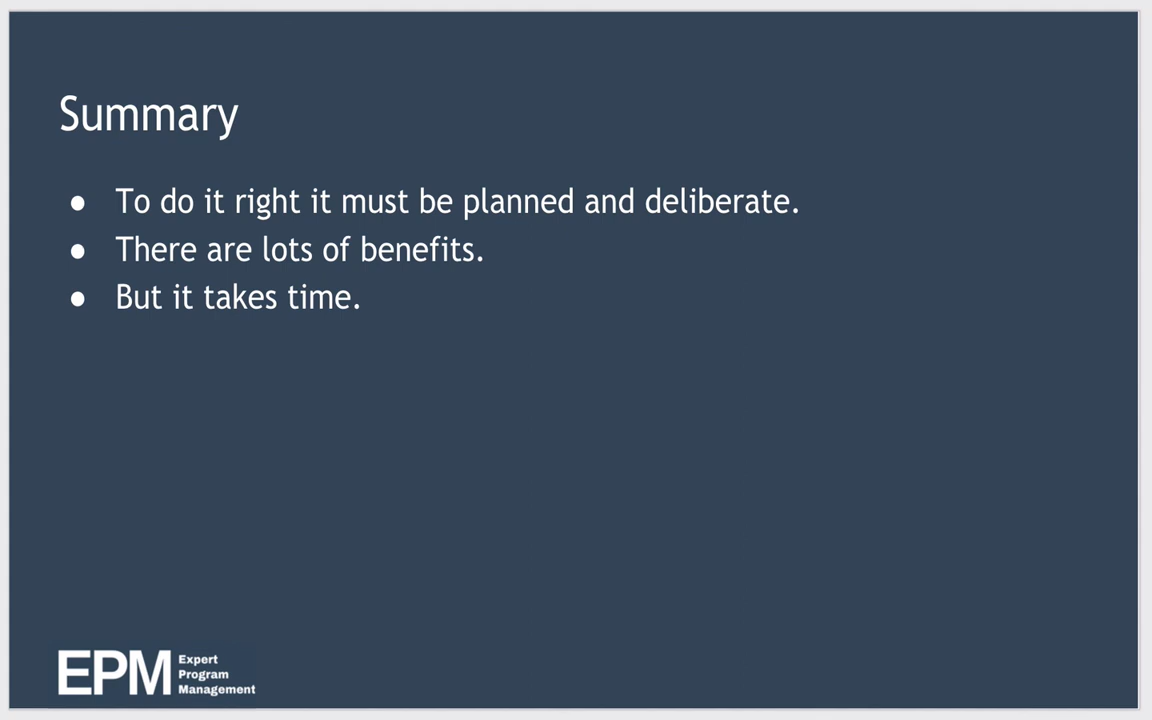 Summary
● To do it right it must be planned and deliberate.
● There are lots of benefits.
● But it takes time.
EPM Expert
Program
Management